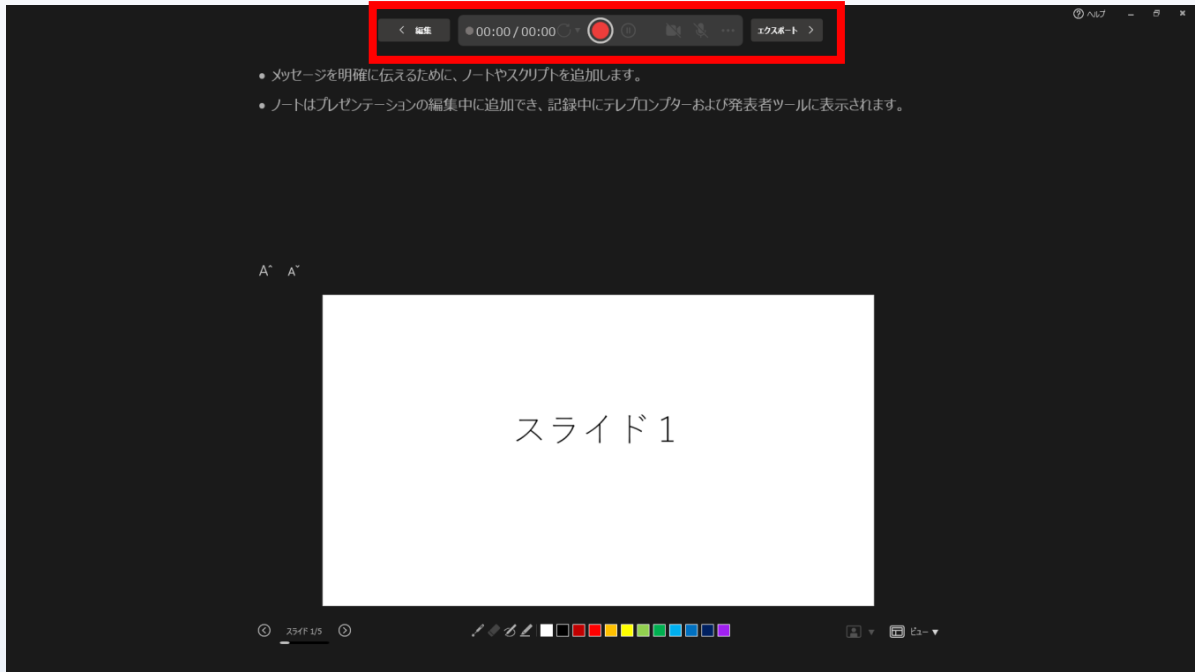 ヘルプ
編集
00:00 / 00:00
エクスポート
• メッセージを明確に伝えるために、ノートやスクリプトを追加します。
• ノートはプレゼンテーションの編集中に追加でき、記録中にテレプロンプターおよび発表者ツールに表示されます。
A^ Aˇ
スライド１
スライド 1/5
ビュー